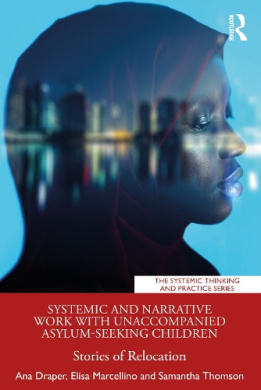 Routledge
THE SYSTEMIC THINKING
AND PRACTICE SERIES
SYSTEMIC AND NARRATIVE
WORK WITH UNACCOMPANIED
ASYLUM-SEEKING CHILDREN
Stories of Relocation
Ana Draper, Elisa Marcellino and Samantha Thomson